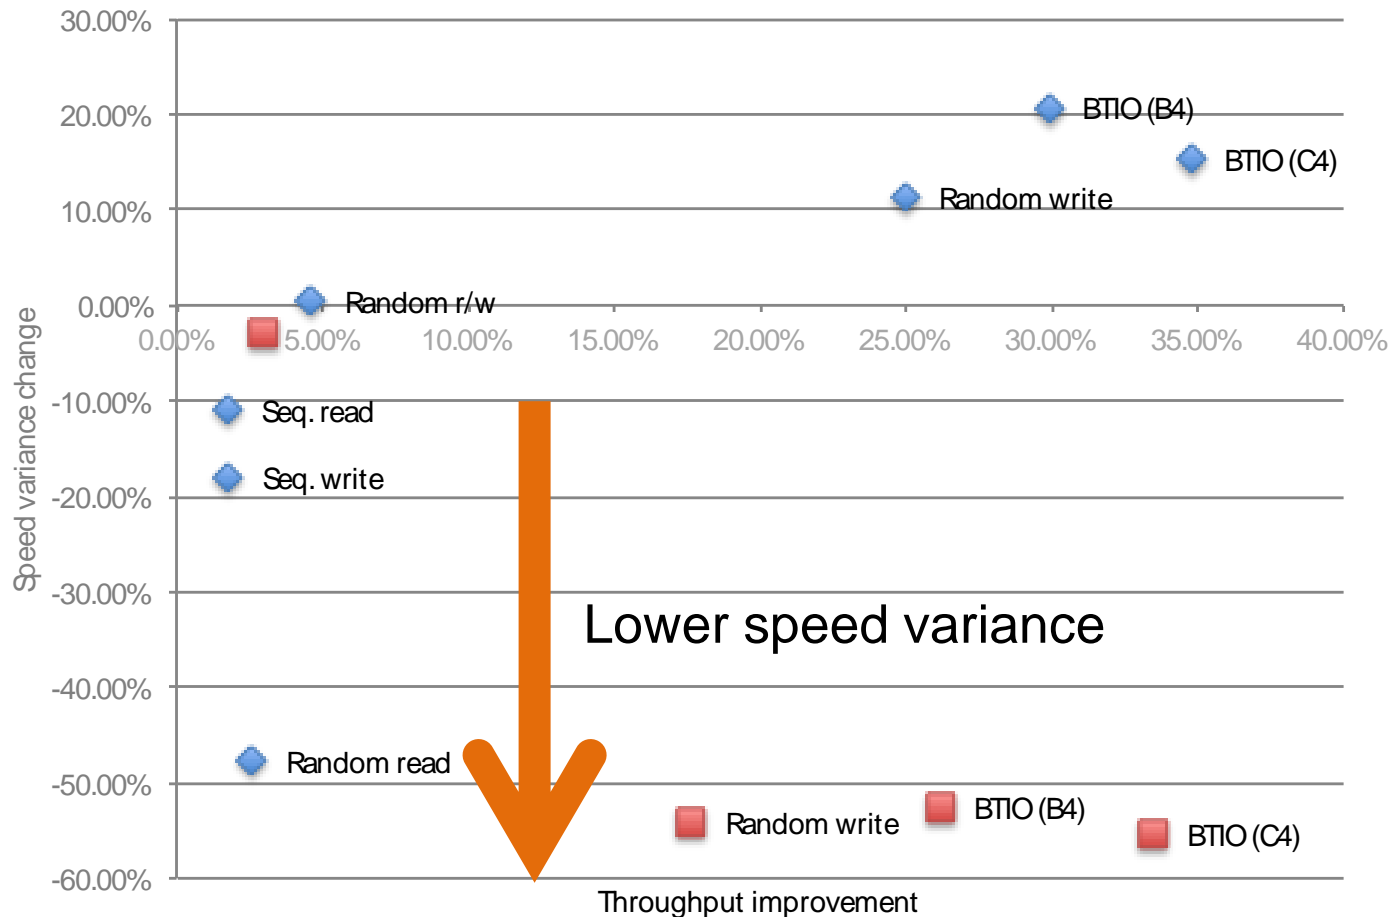 30.00%
20.00%
10.00%
0.00%
-10.00%
-20.00%
-30.00%
-40.00%
-50.00%
-60.00%
Speed variance change
0.00% 5.00% 10.00% 15.00% 20.00% 25.00% 30.00% 35.00% 40.00%
BTIO (B4)
BTIO (C4)
Random write
Random r/w
Seq. read
Seq. write
Lower speed variance
Random read
Random write
BTIO (B4)
BTIO (C4)
Throughput improvement